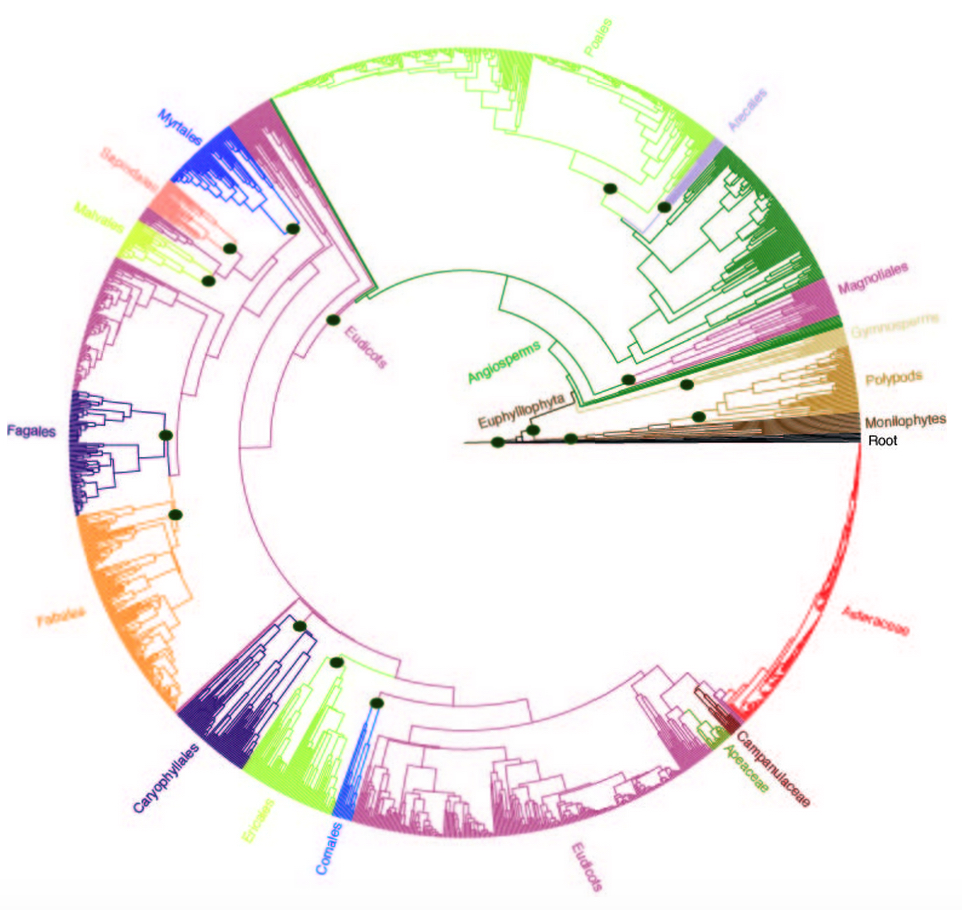 Poales
Arecales
Myrtales
Sapindales
Malvales
Magnoliales
Gymnosperms
Eudicots
Angiosperms
Polypods
Euphyllophyta
Monilophytes
Root
Fagales
Fabales
Asteraceae
Campanulaceae
Apeaceae
Caryophyllales
Ericales
Cornales
Eudicots